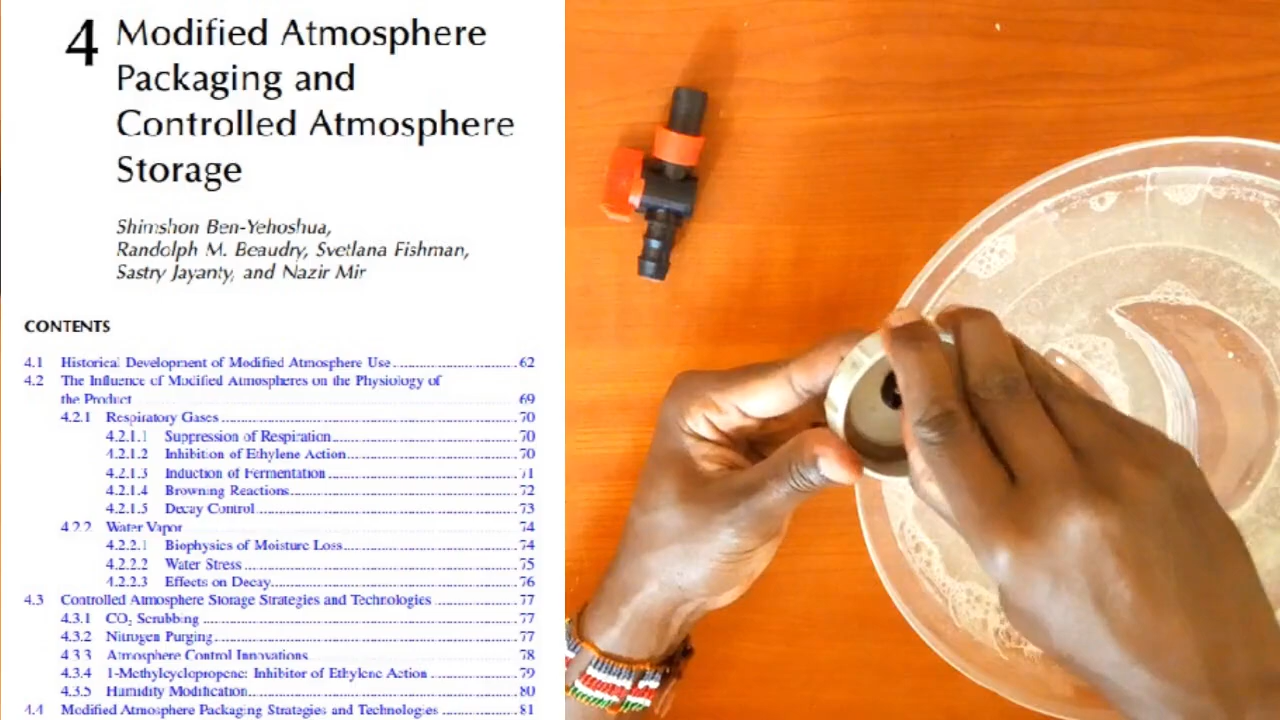 4 Modified Atmosphere
Packaging and
Controlled Atmosphere
Storage
Shimshon Ben-Yehoshua,
Randolph M. Beaudry, Svetlana Fishman,
Sastry Jayanty, and Nazir Mir
CONTENTS
4.1 Historical Development of Modified Atmosphere Use 62
4.2 The Influence of Modified Atmospheres on the Physiology of
the Product 69
4.2.1 Respiratory Gases 70
4.2.1.1 Suppression of Respiration 70
4.2.1.2 Inhibition of Ethylene Action 70
4.2.1.3 Induction of Fermentation 71
4.2.1.4 Browning Reactions 72
4.2.1.5 Decay Control 73
4.2.2 Water Vapor 74
4.2.2.1 Biophysics of Moisture Loss 74
4.2.2.2 Water Stress 75
4.2.2.3 Effects on Decay 76
4.3 Controlled Atmosphere Storage Strategies and Technologies 77
4.3.1 CO₂ Scrubbing 77
4.3.2 Nitrogen Purging 77
4.3.3 Atmosphere Control Innovations 78
4.3.4 1-Methylcyclopropene: Inhibitor of Ethylene Action 79
4.3.5 Humidity Modification 80
4.4 Modified Atmosphere Packaging Strategies and Technologies 81